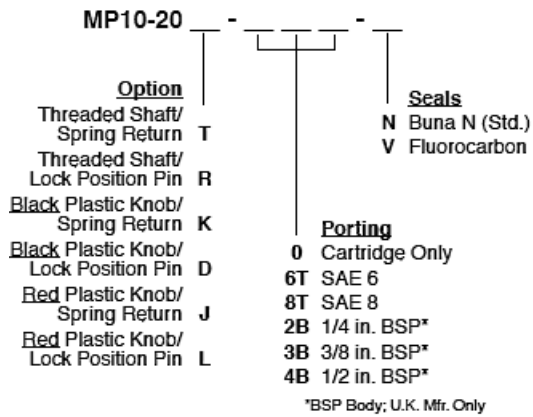 MP10-20 __ - __ __ __ - __
Option
Threaded Shaft/
Spring Return T
Threaded Shaft/
Lock Position Pin R
Black Plastic Knob/
Spring Return K
Black Plastic Knob/
Lock Position Pin D
Red Plastic Knob/
Spring Return J
Red Plastic Knob/
Lock Position Pin L
Porting
0 Cartridge Only
6T SAE 6
8T SAE 8
2B 1/4 in. BSP*
3B 3/8 in. BSP*
4B 1/2 in. BSP*
*BSP Body; U.K. Mfr. Only
Seals
N Buna N (Std.)
V Fluorocarbon